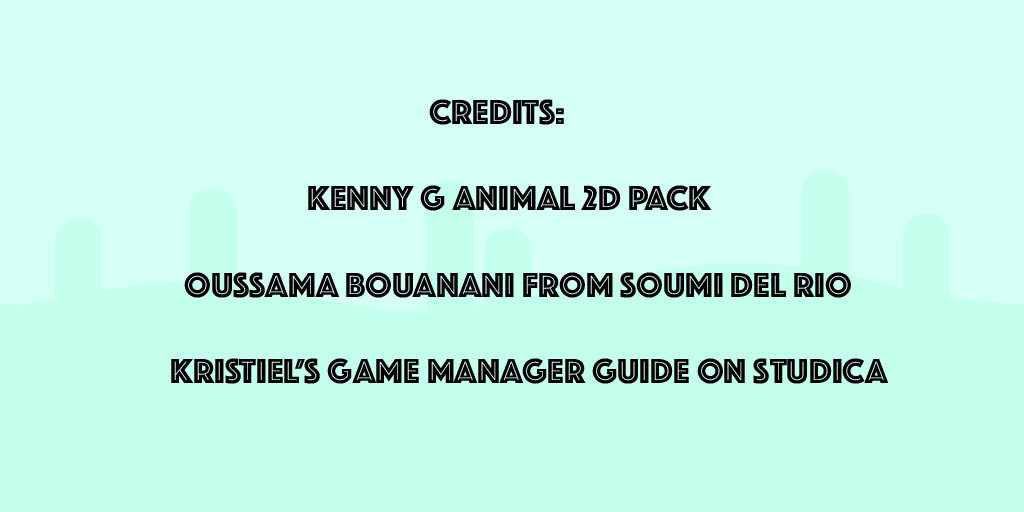 CREDITS:
KENNY G ANIMAL 2D PACK
OUSSAMA BOUANANI FROM SOUMI DEL RIO
KRISTIEL'S GAME MANAGER GUIDE ON STUDICA